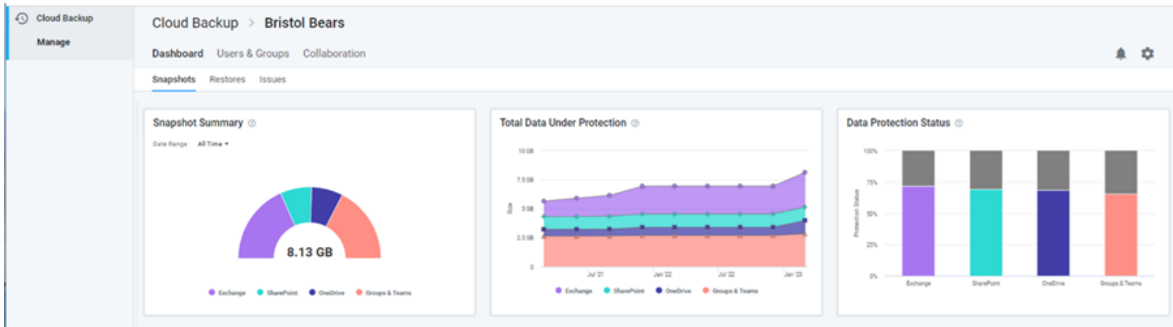 Cloud Backup
Manage
Cloud Backup > Bristol Bears
Dashboard Users & Groups Collaboration
Snapshots Restores Issues
Snapshot Summary
Date Range All Time
8.13 GB
Exchange SharePoint OneDrive Groups & Teams
Total Data Under Protection
10 GB
7.5 GB
5 GB
2.5 GB
0
Size
Jul '21 Jan '22 Jul '22 Jan '23
Exchange SharePoint OneDrive Groups & Teams
Data Protection Status
100%
75%
50%
25%
0%
Protection Status
Exchange SharePoint OneDrive Groups & Teams